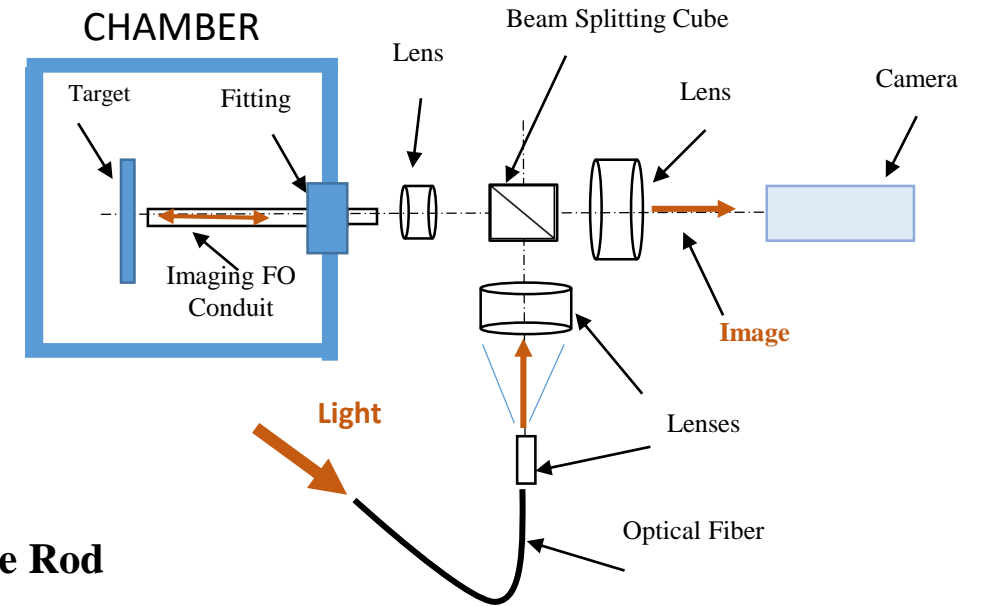 CHAMBER
Beam Splitting Cube
Lens
Camera
Target
Fitting
Lens
Imaging FO
Conduit
Image
Light
Lenses
Optical Fiber
e Rod